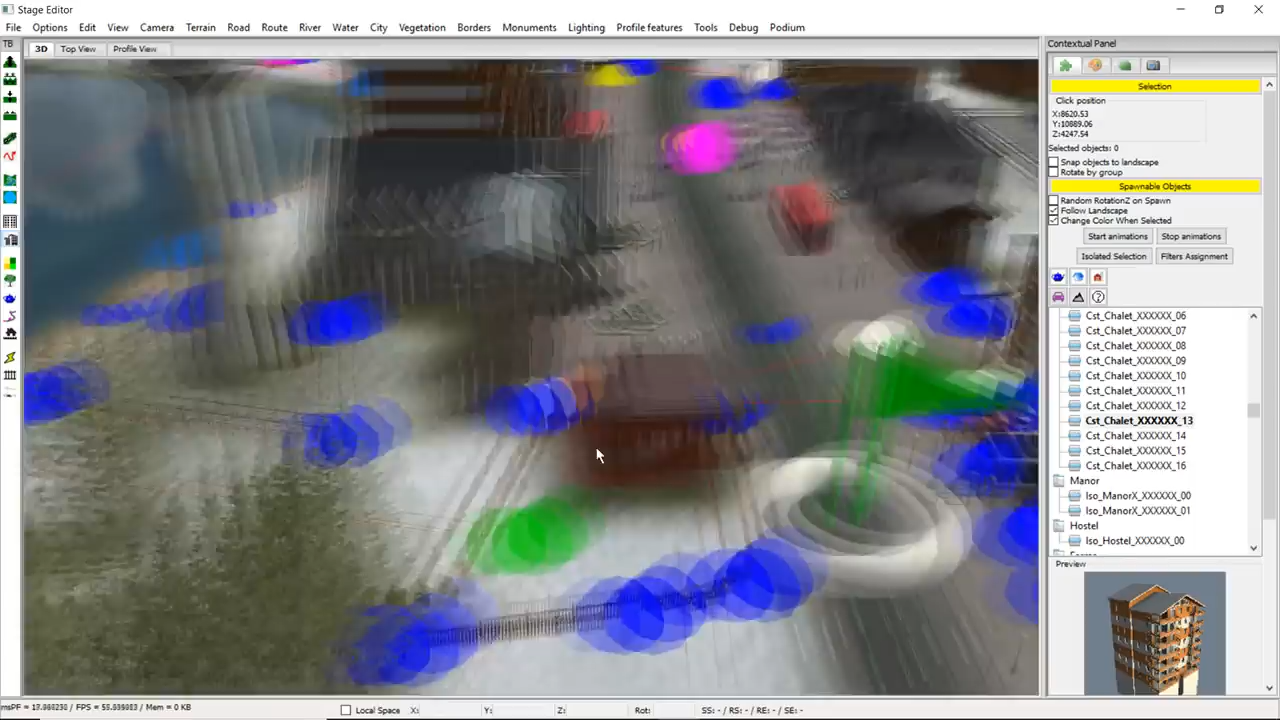 Stage Editor
File Options Edit View Camera Terrain Road Route River Water City Vegetation Borders Monuments Lighting Profile features Tools Debug Podium
TB
3D Top View Profile View
Contextual Panel
Selection
Click position
X:8620.53
Y:10889.06
Z:4247.54
Selected objects: 0
Snap objects to landscape
Rotate by group
Spawnable Objects
Random RotationZ on Spawn
Follow Landscape
Change Color When Selected
Start animations Stop animations
Isolated Selection Filters Assignment
Cst_Chalet_XXXXXX_06
Cst_Chalet_XXXXXX_07
Cst_Chalet_XXXXXX_08
Cst_Chalet_XXXXXX_09
Cst_Chalet_XXXXXX_10
Cst_Chalet_XXXXXX_11
Cst_Chalet_XXXXXX_12
Cst_Chalet_XXXXXX_13
Cst_Chalet_XXXXXX_14
Cst_Chalet_XXXXXX_15
Cst_Chalet_XXXXXX_16
Manor
Iso_ManorX_XXXXXX_00
Iso_ManorX_XXXXXX_01
Hostel
Iso_Hostel_XXXXXX_00
Preview
Mem = 0 KB
Local Space X: Y: Z: Rot: SS: - / RS: - / RE: - / SE: -